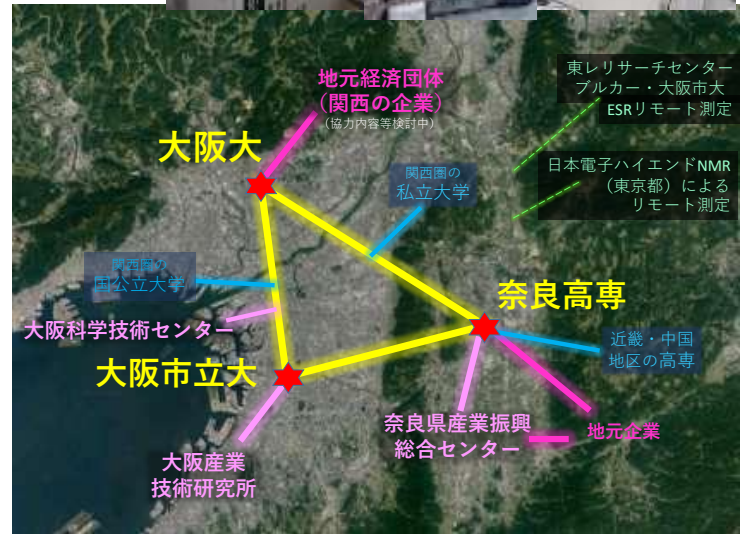 地元経済団体
（関西の企業）
（協力内容等検討中）
東レリサーチセンター
ブルカー・大阪市大
ESRリモート測定
大阪大
関西圏の
私立大学
日本電子ハイエンドNMR
（東京都）による
リモート測定
関西圏の
国公立大学
奈良高専
大阪科学技術センター
大阪市立大
近畿・中国
地区の高専
奈良県産業振興
総合センター
地元企業
大阪産業
技術研究所